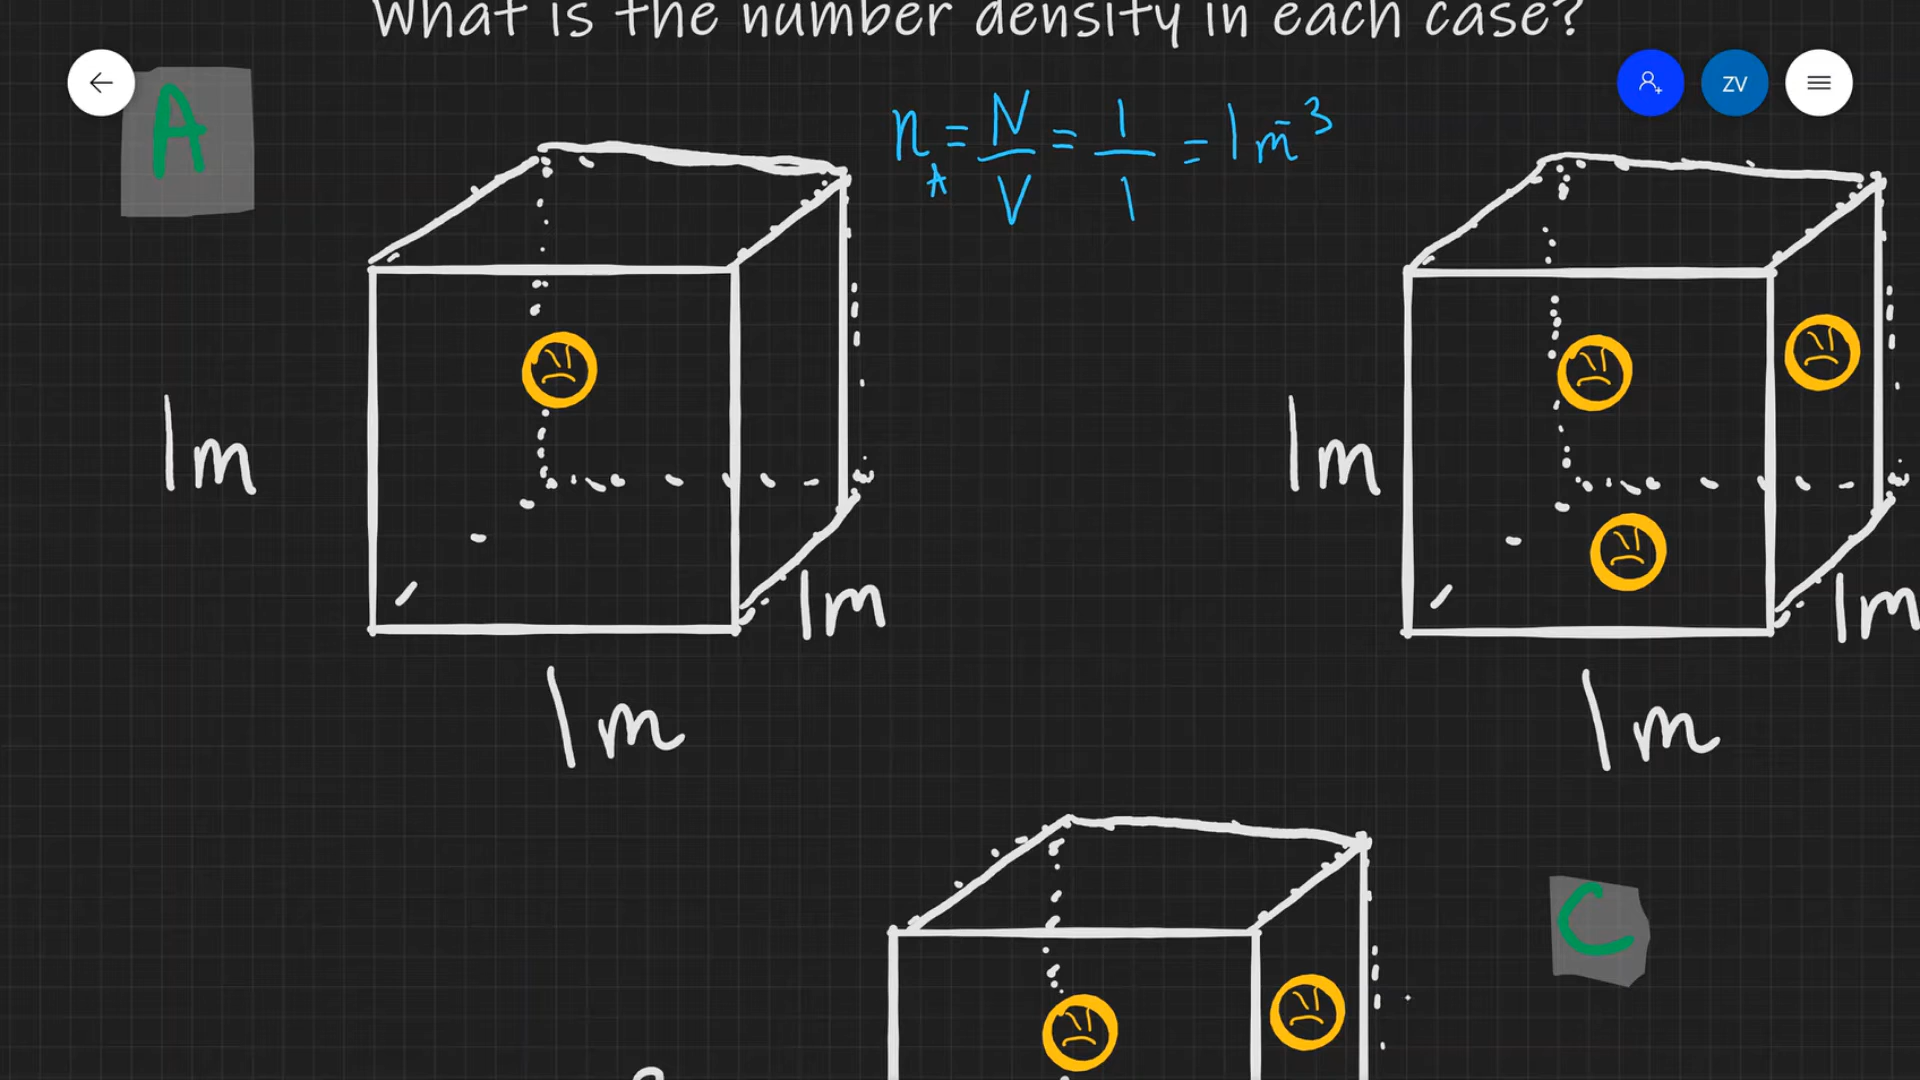 What is the number density in each case?
ZV
A
n_A = N/V = 1/1 = 1 m^-3
1m
1m
1m
1m
1m
1m
C